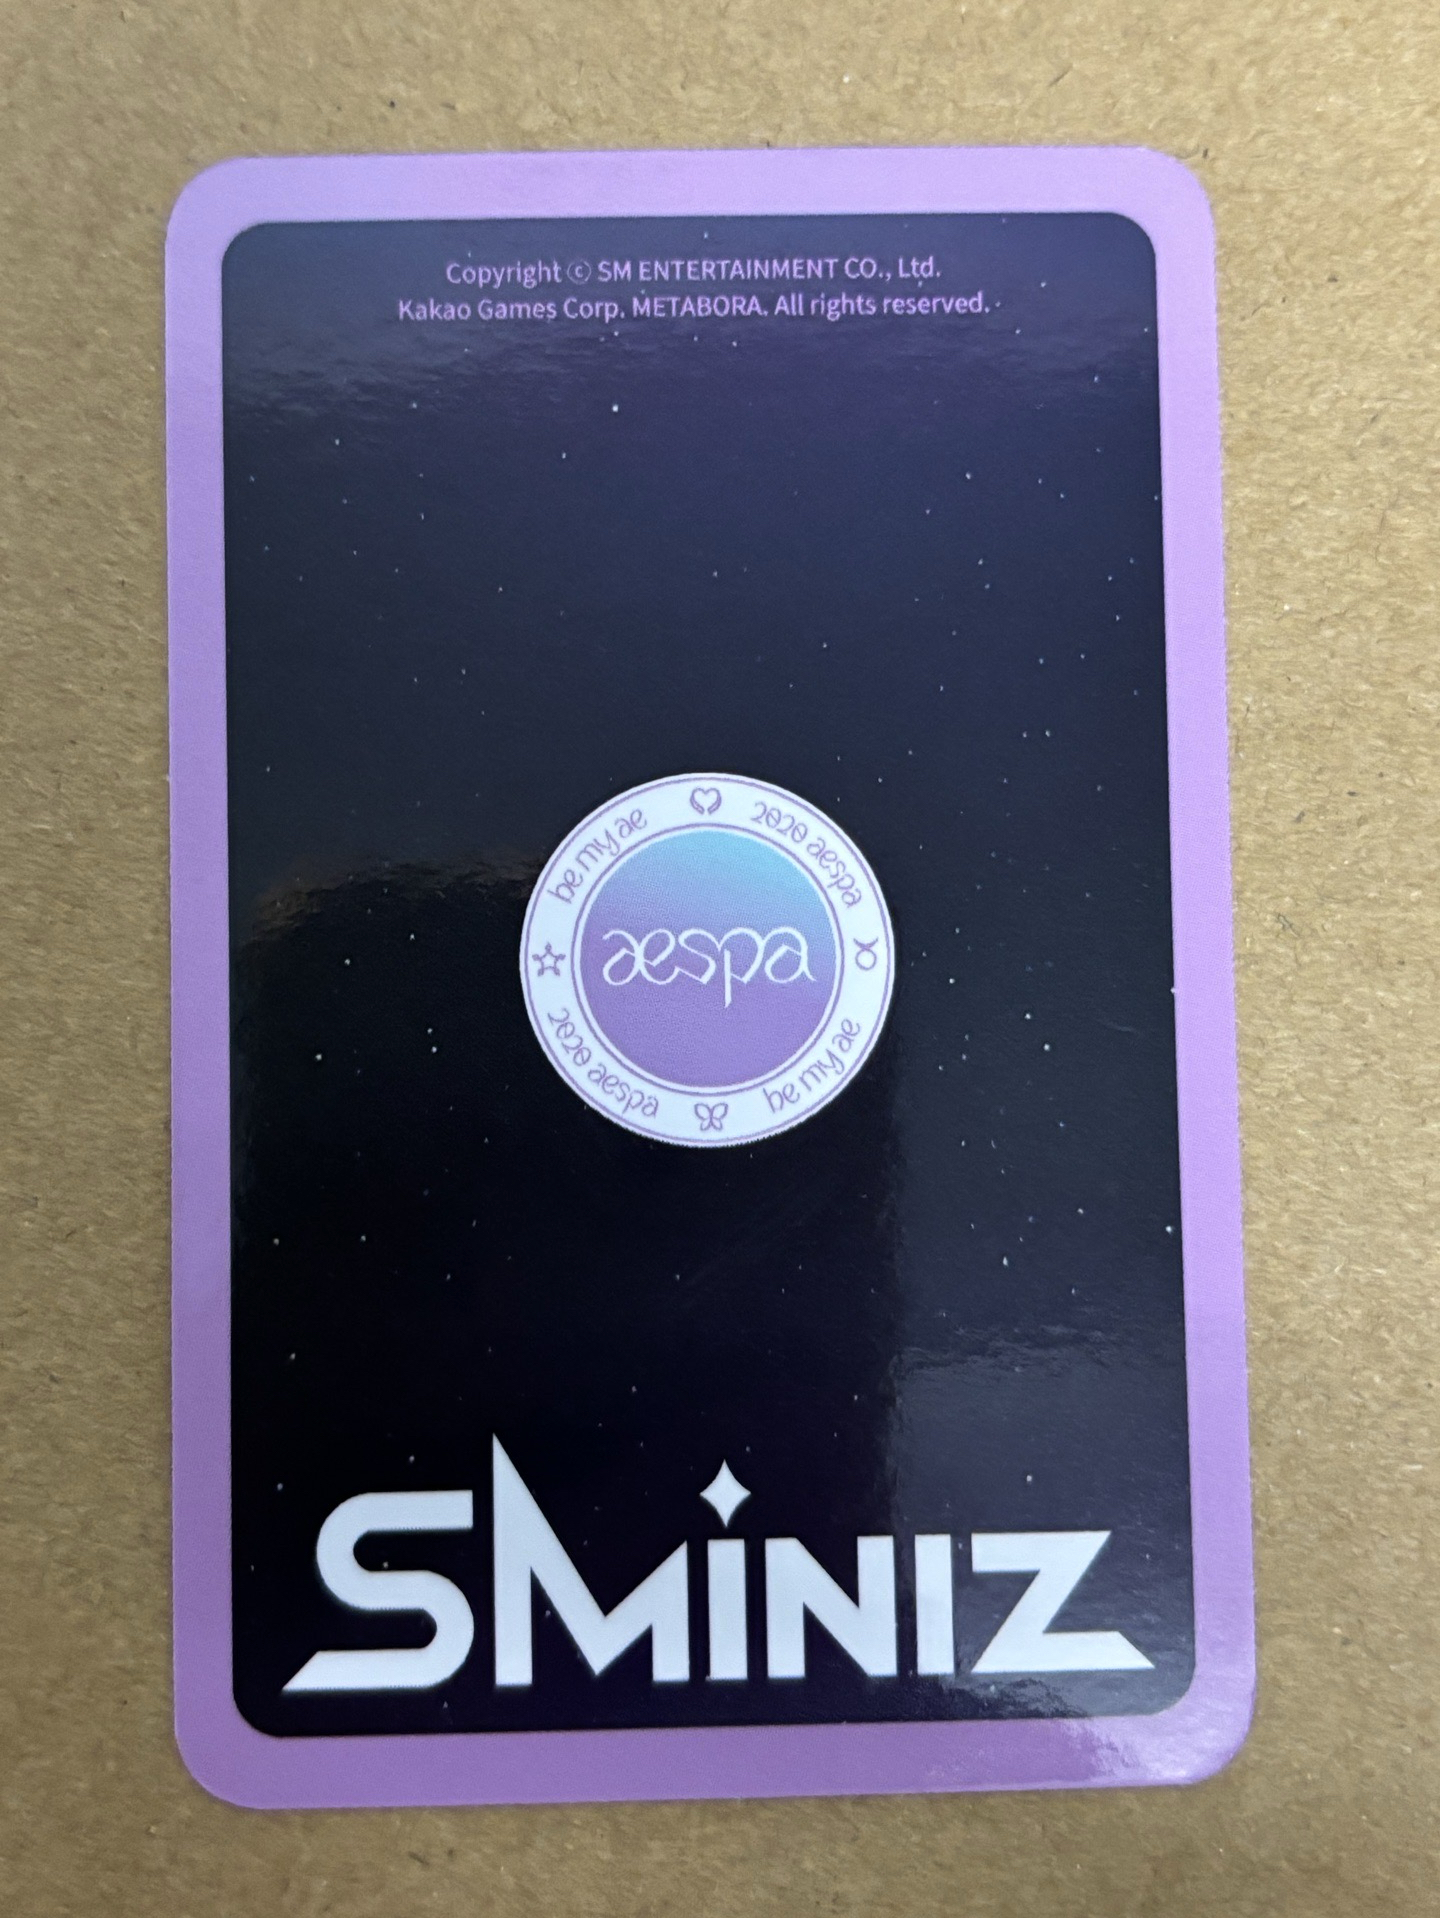 Copyright ⓒ SM ENTERTAINMENT CO., Ltd.
Kakao Games Corp. METABORA. All rights reserved.
be my ae
2020 aespa
aespa
2020 aespa
be my ae
SMiNIZ